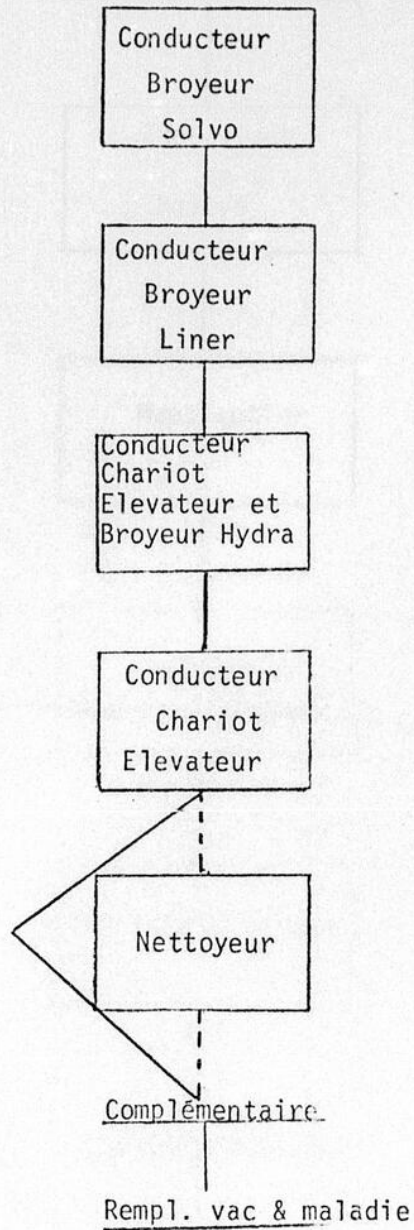 Conducteur
Broyeur
Solvo
Conducteur
Broyeur
Liner
Conducteur
Chariot
Elevateur et
Broyeur Hydra
Conducteur
Chariot
Elevateur
Nettoyeur
Complémentaire
Rempl. vac & maladie